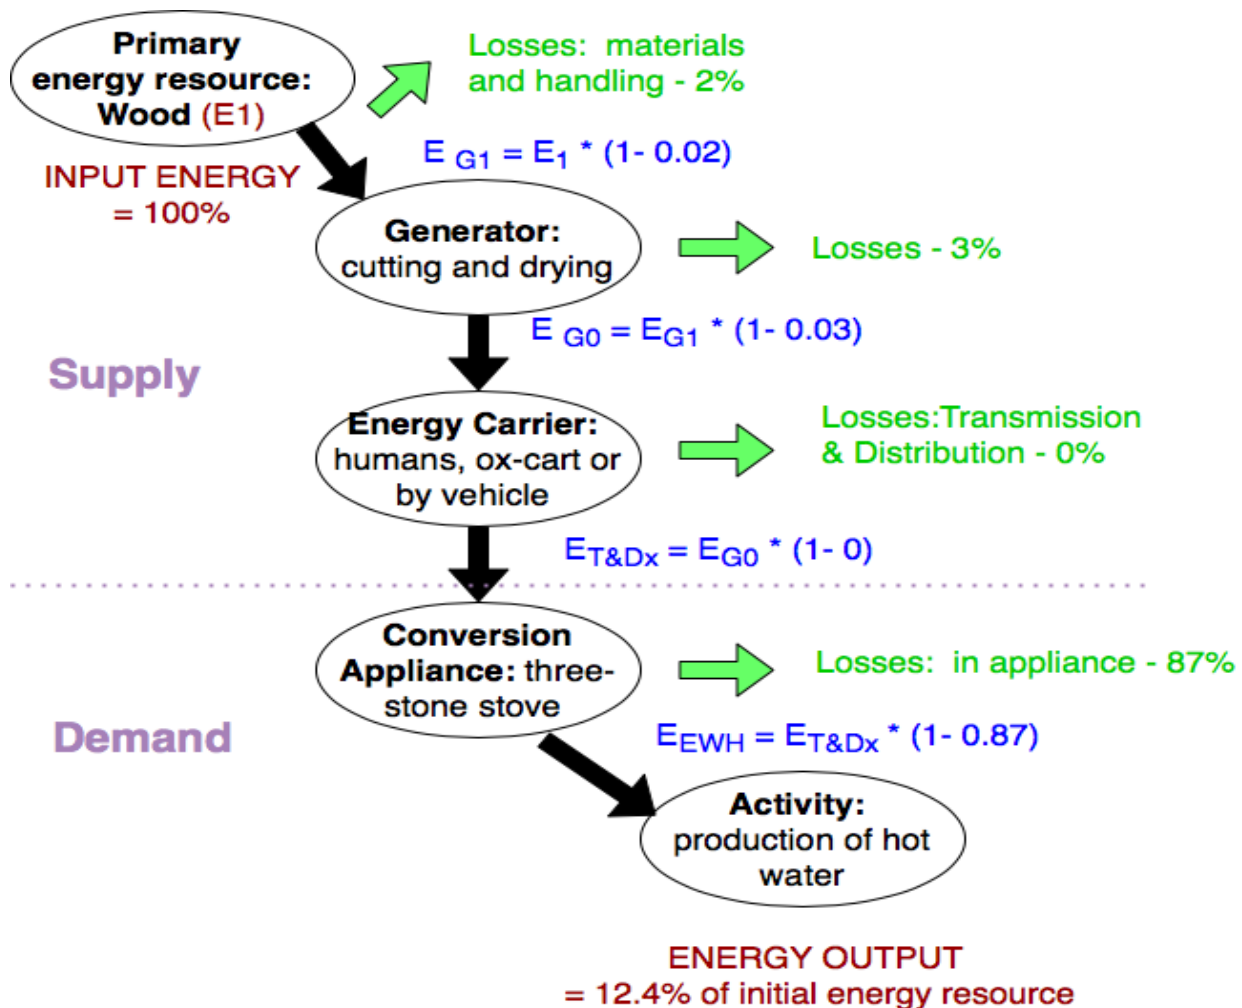 Primary
energy resource:
Wood (E1)
Losses:  materials
and handling - 2%
E G1 = E1 * (1- 0.02)
INPUT ENERGY
= 100%
Generator:
cutting and drying
Losses - 3%
E G0 = EG1 * (1- 0.03)
Supply
Energy Carrier:
humans, ox-cart or
by vehicle
Losses:Transmission
& Distribution - 0%
ET&Dx = EG0 * (1- 0)
Conversion
Appliance: three-
stone stove
Losses:  in appliance - 87%
Demand
EEWH = ET&Dx * (1- 0.87)
Activity:
production of hot
water
ENERGY OUTPUT
= 12.4% of initial energy resource